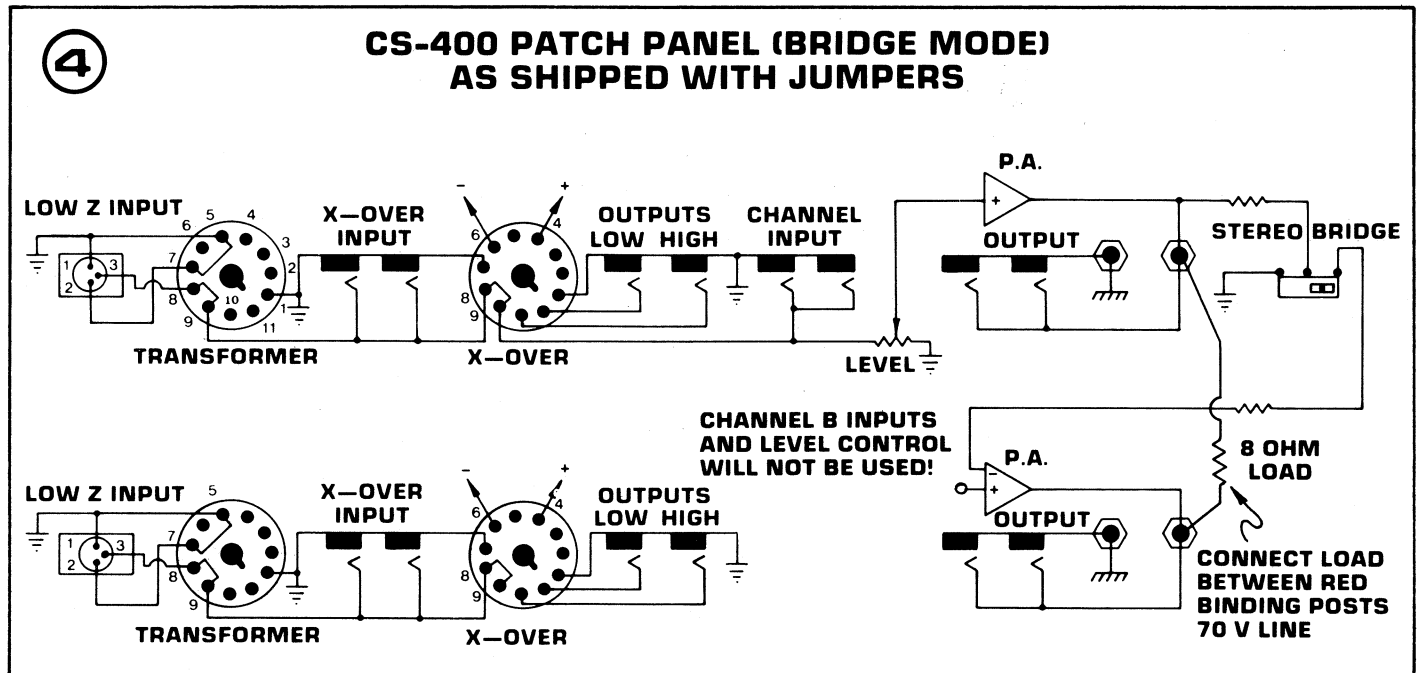 4
CS-400 PATCH PANEL (BRIDGE MODE)
AS SHIPPED WITH JUMPERS
P.A.
+
LOW Z INPUT
1
2
3
5
4
6
3
7
2
8
10
1
9
11
TRANSFORMER
X—OVER
INPUT
-
+
6
4
8
9
X—OVER
OUTPUTS
LOW HIGH
CHANNEL
INPUT
LEVEL
OUTPUT
STEREO BRIDGE
CHANNEL B INPUTS
AND LEVEL CONTROL
WILL NOT BE USED!
P.A.
-
+
8 OHM
LOAD
LOW Z INPUT
1
2
3
5
7
8
9
TRANSFORMER
X—OVER
INPUT
-
+
6
4
8
9
X—OVER
OUTPUTS
LOW HIGH
OUTPUT
CONNECT LOAD
BETWEEN RED
BINDING POSTS
70 V LINE